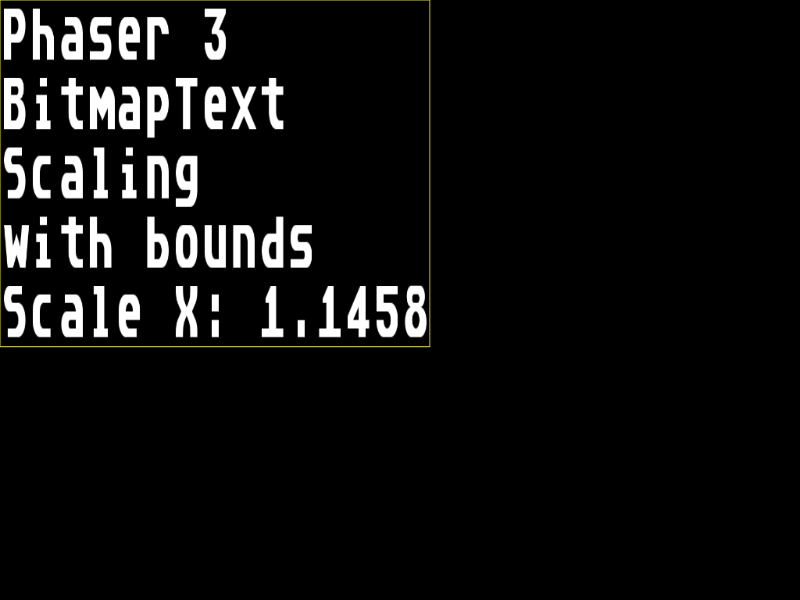 Phaser 3
BitmapText
Scaling
with bounds
Scale X: 1.1458